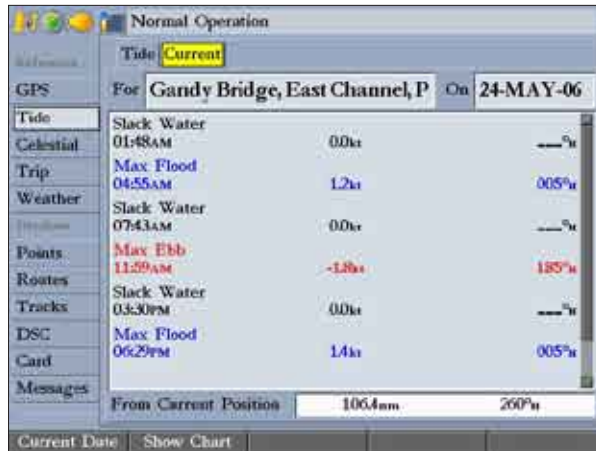 Normal Operation
Tide Current
For Gandy Bridge, East Channel, P On 24-MAY-06
GPS
Tide
Celestial
Trip
Weather
Points
Routes
Tracks
DSC
Card
Messages
Slack Water
01:48AM 0.0kt ___°M
Max Flood
04:55AM 1.2kt 005°M
Slack Water
07:43AM 0.0kt ___°M
Max Ebb
11:59AM -1.8kt 185°M
Slack Water
03:30PM 0.0kt ___°M
Max Flood
06:29PM 1.4kt 005°M
From Current Position 106.4nm 260°M
Current Date Show Chart